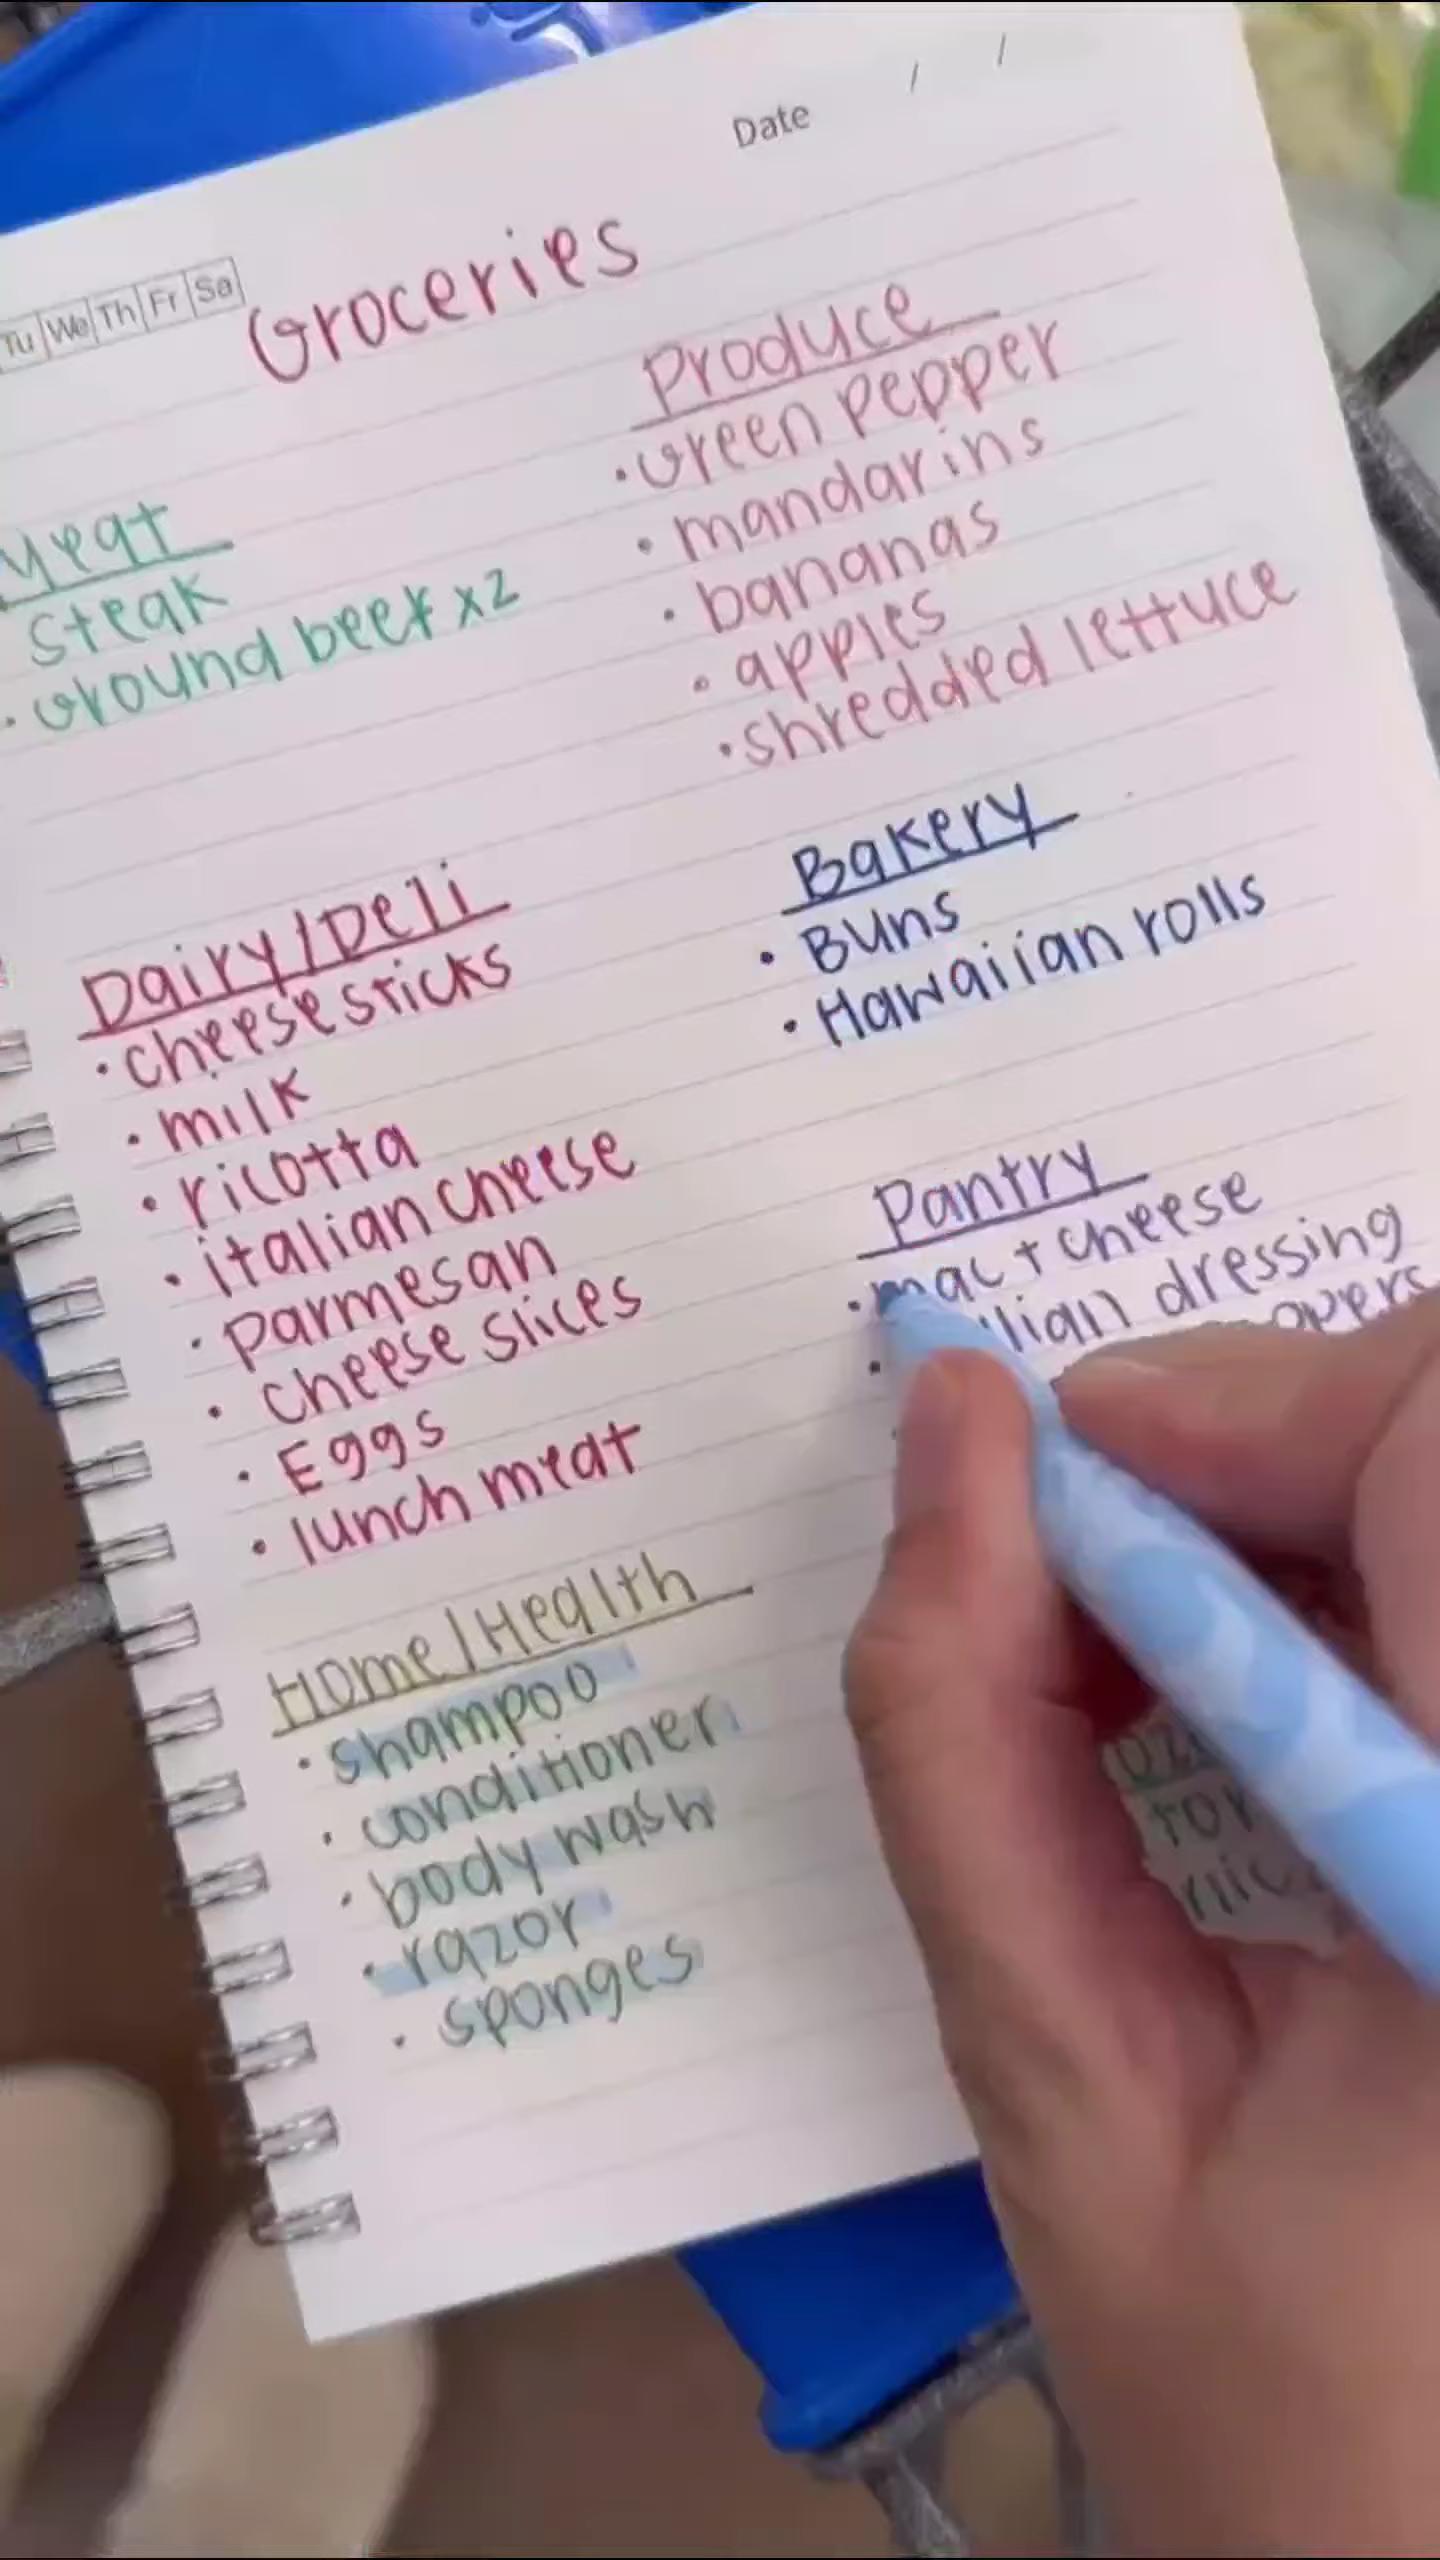 Date / /
Tu We Th Fr Sa
Groceries
Meat
steak
• Ground beef x2
Produce
• Green pepper
• mandarins
• bananas
• apples
• shredded lettuce
Dairy/Deli
• cheese sticks
• milk
• ricotta
• italian cheese
• parmesan
• cheese slices
• Eggs
• lunch meat
Bakery
• Buns
• Hawaiian rolls
Pantry
• mac + cheese
• dressing
Home/Health
• shampoo
• conditioner
• body wash
• razor
• sponges